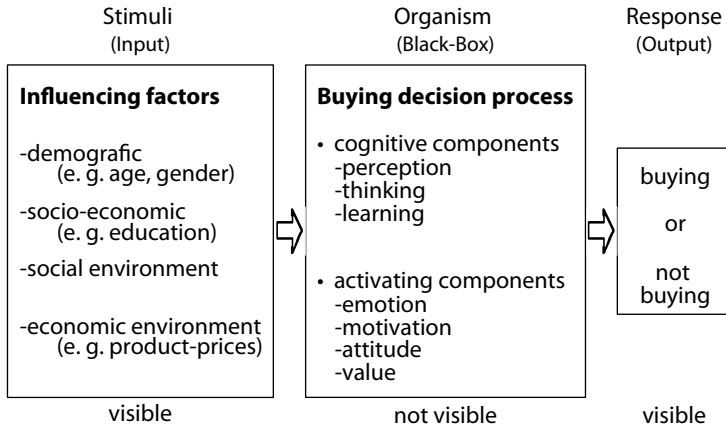 Stimuli
(Input)
Influencing factors
-demografic
(e. g. age, gender)
-socio-economic
(e. g. education)
-social environment
-economic environment
(e. g. product-prices)
visible
Organism
(Black-Box)
Buying decision process
• cognitive components
-perception
-thinking
-learning
• activating components
-emotion
-motivation
-attitude
-value
not visible
Response
(Output)
buying
or
not
buying
visible